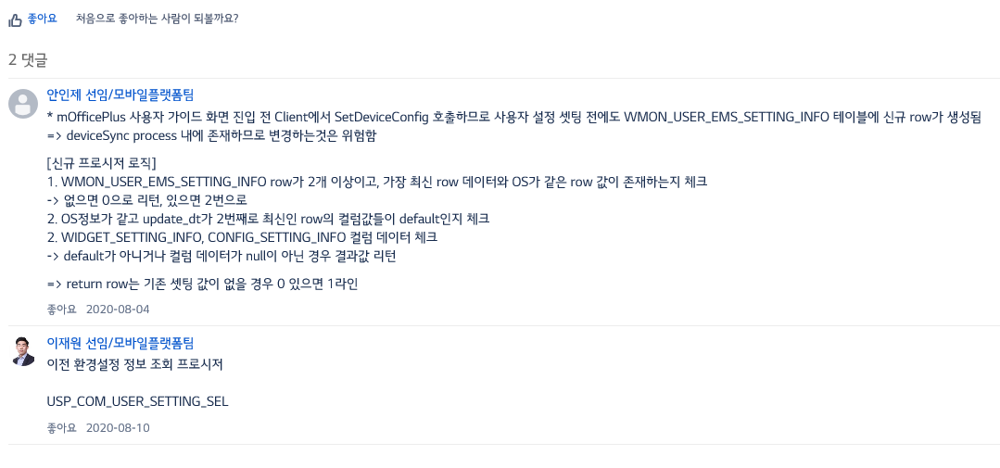 좋아요 처음으로 좋아하는 사람이 되볼까요?
2 댓글
안인제 선임/모바일플랫폼팀
* mOfficePlus 사용자 가이드 화면 진입 전 Client에서 SetDeviceConfig 호출하므로 사용자 설정 셋팅 전에도 WMON_USER_EMS_SETTING_INFO 테이블에 신규 row가 생성됨
=> deviceSync process 내에 존재하므로 변경하는것은 위험함
[신규 프로시저 로직]
1. WMON_USER_EMS_SETTING_INFO row가 2개 이상이고, 가장 최신 row 데이터와 OS가 같은 row 값이 존재하는지 체크
-> 없으면 0으로 리턴, 있으면 2번으로
2. OS정보가 같고 update_dt가 2번째로 최신인 row의 컬럼값들이 default인지 체크
2. WIDGET_SETTING_INFO, CONFIG_SETTING_INFO 컬럼 데이터 체크
-> default가 아니거나 컬럼 데이터가 null이 아닌 경우 결과값 리턴
=> return row는 기존 셋팅 값이 없을 경우 0 있으면 1라인
좋아요 2020-08-04
이재원 선임/모바일플랫폼팀
이전 환경설정 정보 조회 프로시저
USP_COM_USER_SETTING_SEL
좋아요 2020-08-10